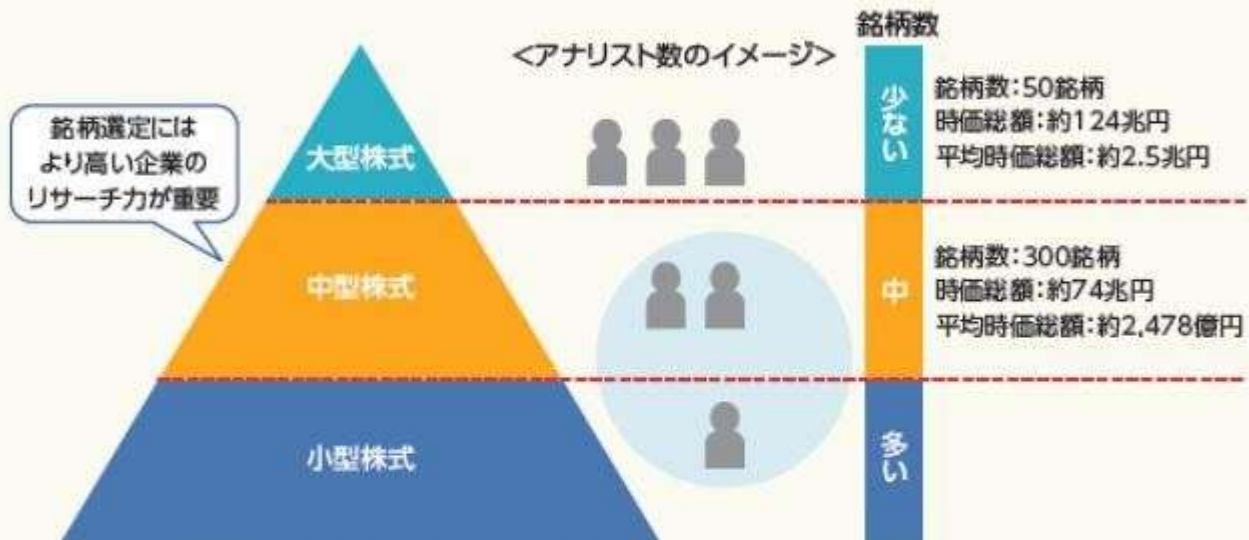 銘柄数
<アナリスト数のイメージ>
銘柄選定には
より高い企業の
リサーチ力が重要
大型株式
少ない
銘柄数:50銘柄
時価総額:約124兆円
平均時価総額:約2.5兆円
中型株式
中
銘柄数:300銘柄
時価総額:約74兆円
平均時価総額:約2,478億円
小型株式
多い